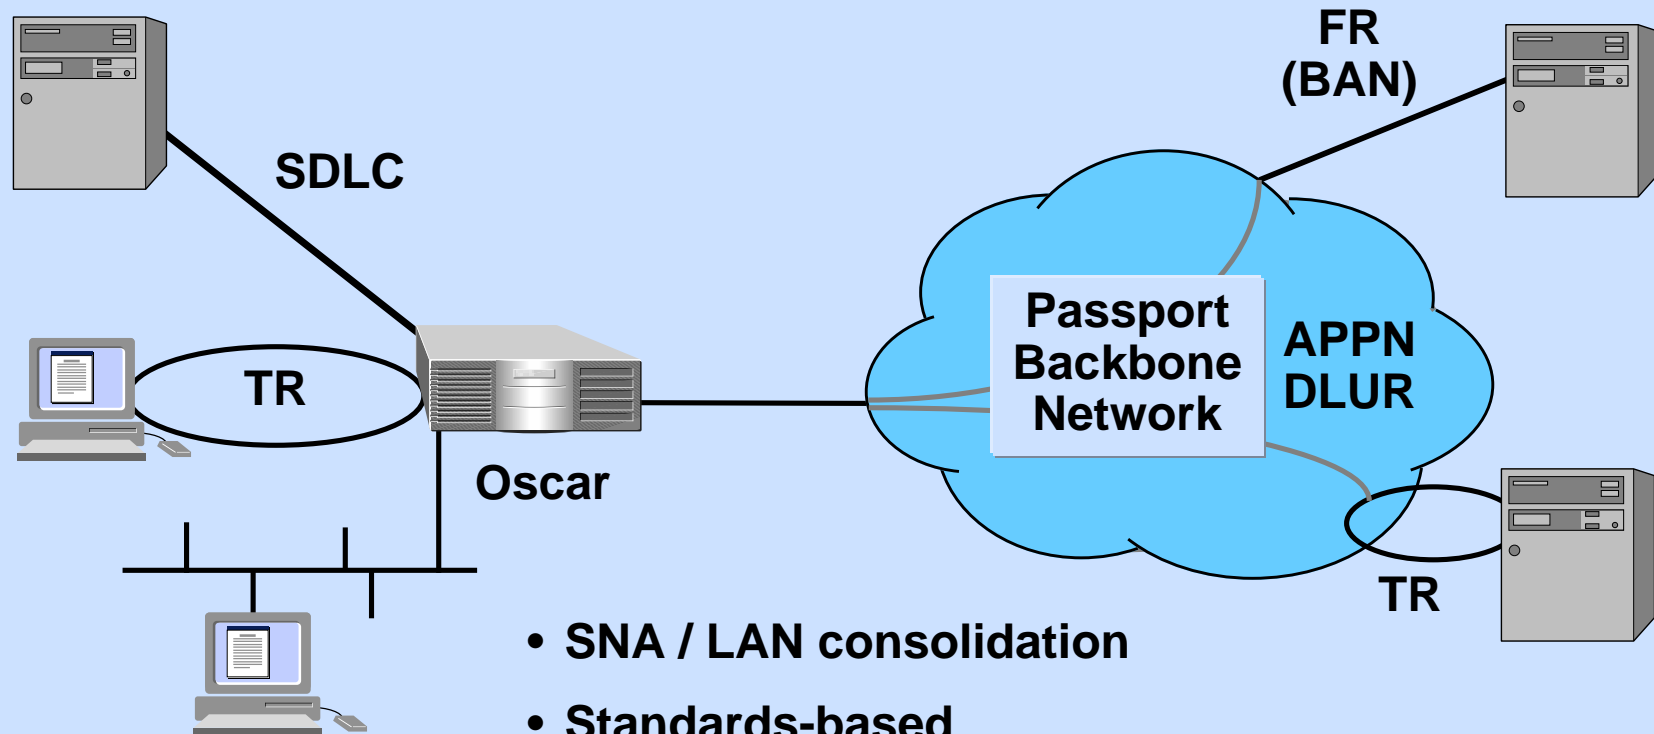 FR
(BAN)
SDLC
TR
Oscar
Passport
Backbone
Network
APPN
DLUR
TR
• SNA / LAN consolidation
• Standards-based